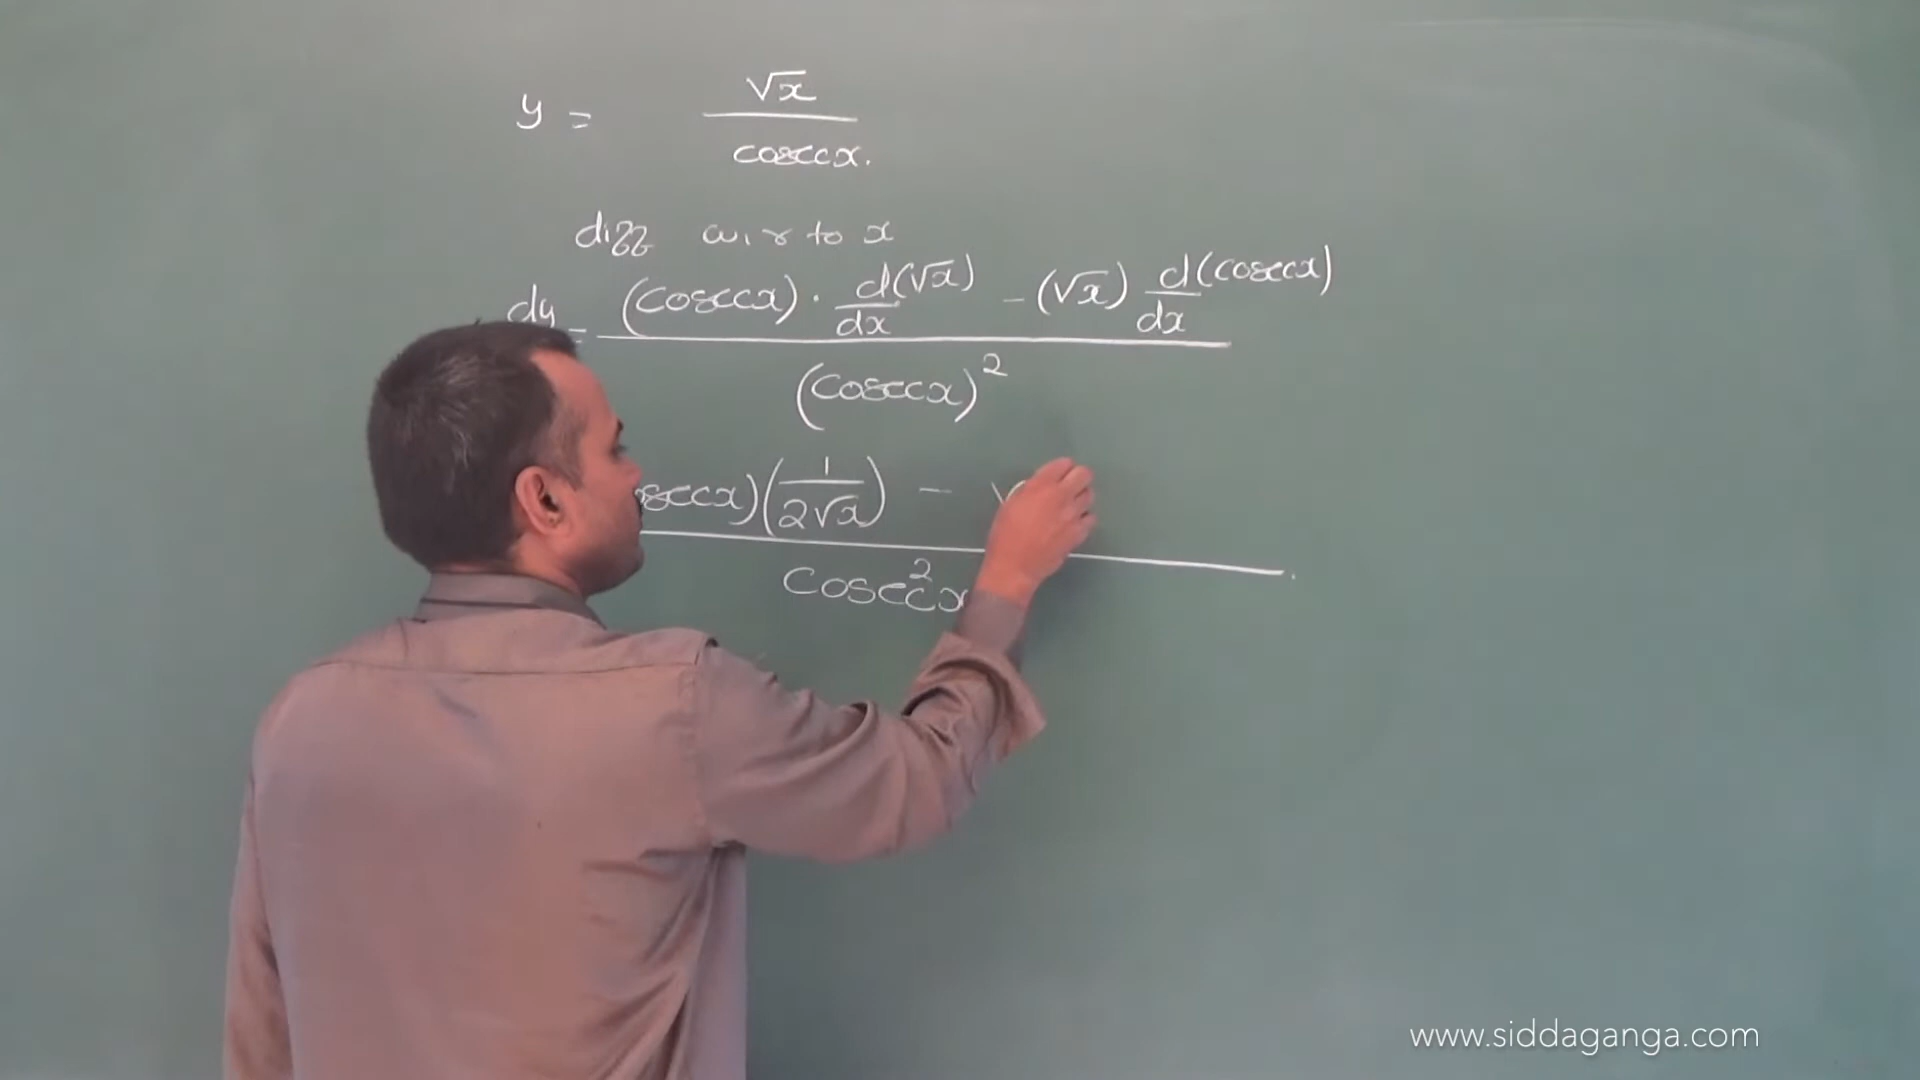 y = √x / cosecx.
diff w.r to x
dy = (cosecx) · d(√x)/dx - (√x) d(cosecx)/dx / (cosecx)²
secx)(1/2√x) - √ / cosec²x
www.siddaganga.com